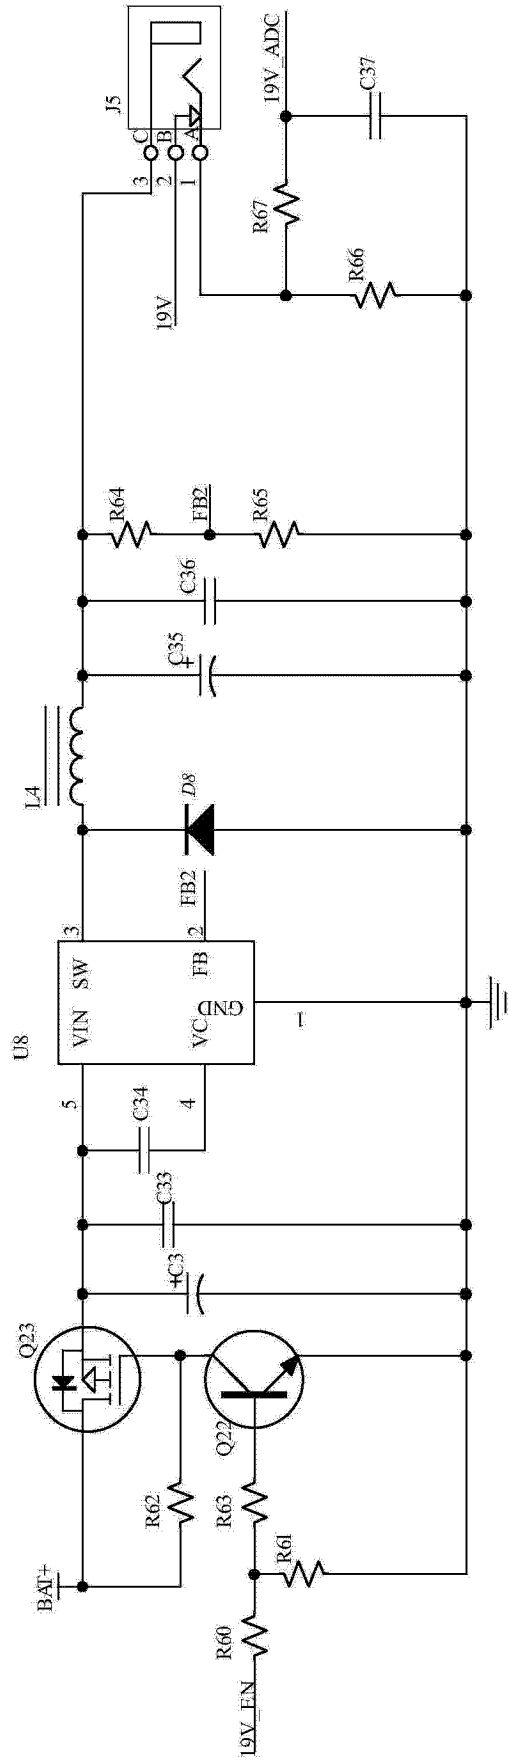 BAT+
19V_EN
R60
R61
R62
R63
Q22
Q23
C3
+
C33
C34
U8
5
4
VIN
VC
SW
FB
GND
1
3
2
FB2
D8
L4
C35
+
C36
R64
FB2
R65
19V
R66
R67
19V_ADC
C37
J5
3
2
1
C
B
A